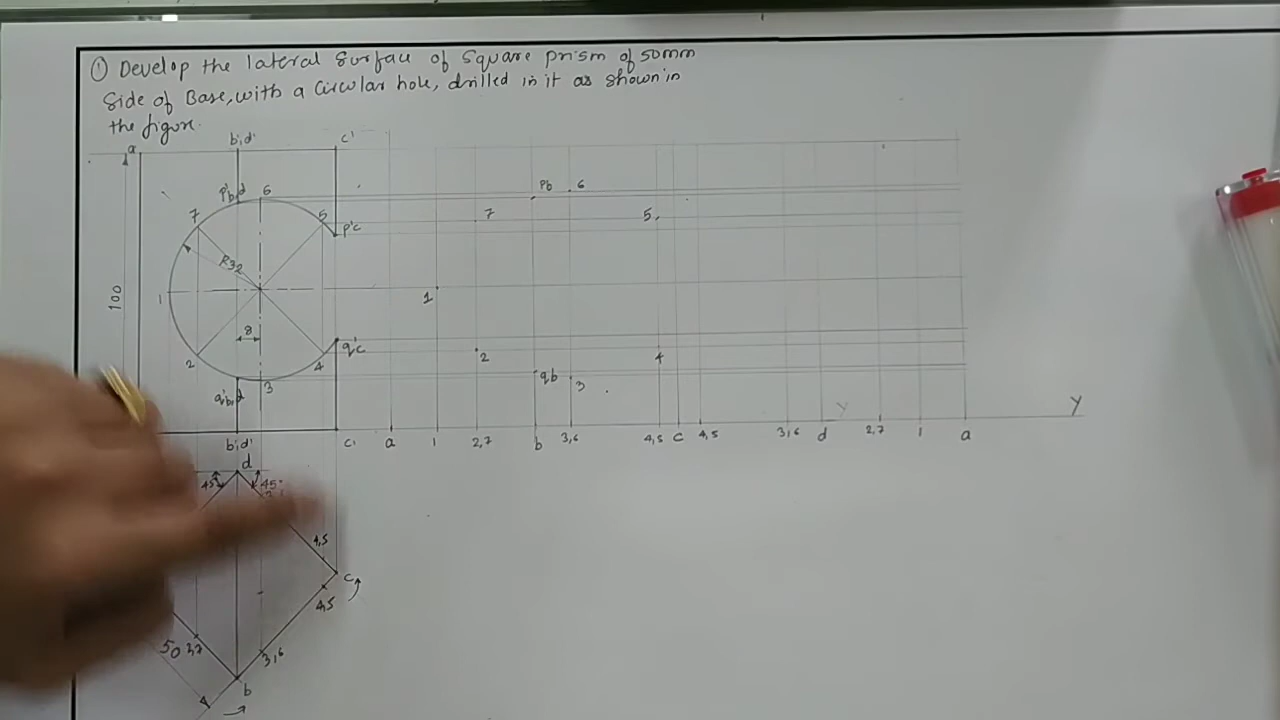 ① Develop the lateral surface of square prism of 50mm
side of Base, with a circular hole, drilled in it as shown in
the figure.
a' b',d' c'
p'b,d 6
7 5 p'c
R32
100
1
8
2 4 q'c
3
q'b,d
b',d' c'
pb 6
7 5
1
2 4
qb 3
a 1 2,7 b 3,6 4,5 c 4,5 3,6 d 2,7 1 a
Y Y
d
45° 45°
4,5
c
4,5
50 2,7 3,6
b